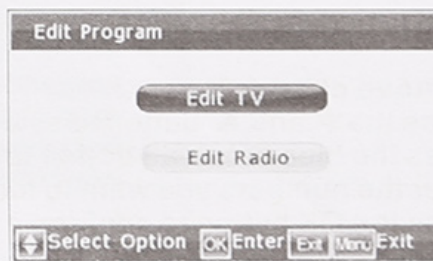 Edit Program
Edit TV
Edit Radio
Select Option OK Enter Exit Menu Exit